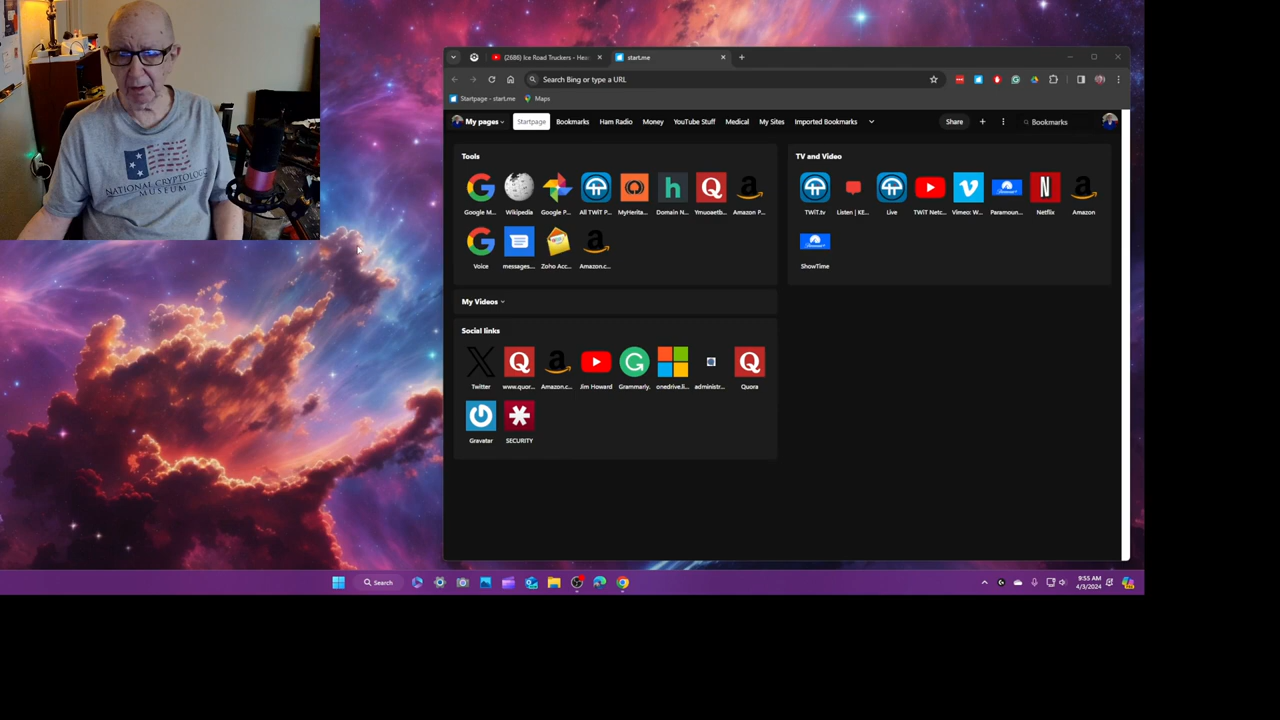 NATIONAL CRYPTOLOGIC
MUSEUM
(2686) Ice Road Truckers - Hea
start.me
Search Bing or type a URL
Startpage - start.me
Maps
My pages
Startpage
Bookmarks
Ham Radio
Money
YouTube Stuff
Medical
My Sites
Imported Bookmarks
Share
Bookmarks
Tools
Google M...
Wikipedia
Google P...
All TWiT P...
MyHerita...
Domain N...
Ymuoaetb...
Amazon P...
Voice
messages...
Zoho Acc...
Amazon.c...
TV and Video
TWiT.tv
Listen | KE...
Live
TWiT Netc...
Vimeo: W...
Paramoun...
Netflix
Amazon
ShowTime
My Videos
Social links
Twitter
www.quor...
Amazon.c...
Jim Howard
Grammarly.
onedrive.li...
administr...
Quora
Gravatar
SECURITY
Search
9:55 AM
4/3/2024